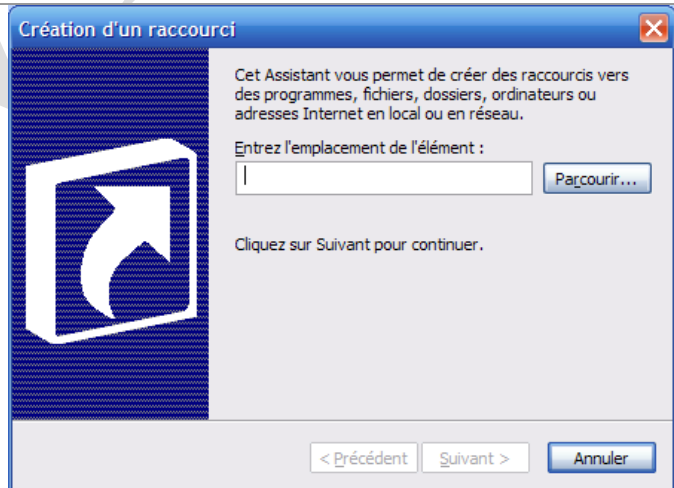 Création d'un raccourci
Cet Assistant vous permet de créer des raccourcis vers
des programmes, fichiers, dossiers, ordinateurs ou
adresses Internet en local ou en réseau.
Entrez l'emplacement de l'élément :
Parcourir...
Cliquez sur Suivant pour continuer.
< Précédent Suivant > Annuler